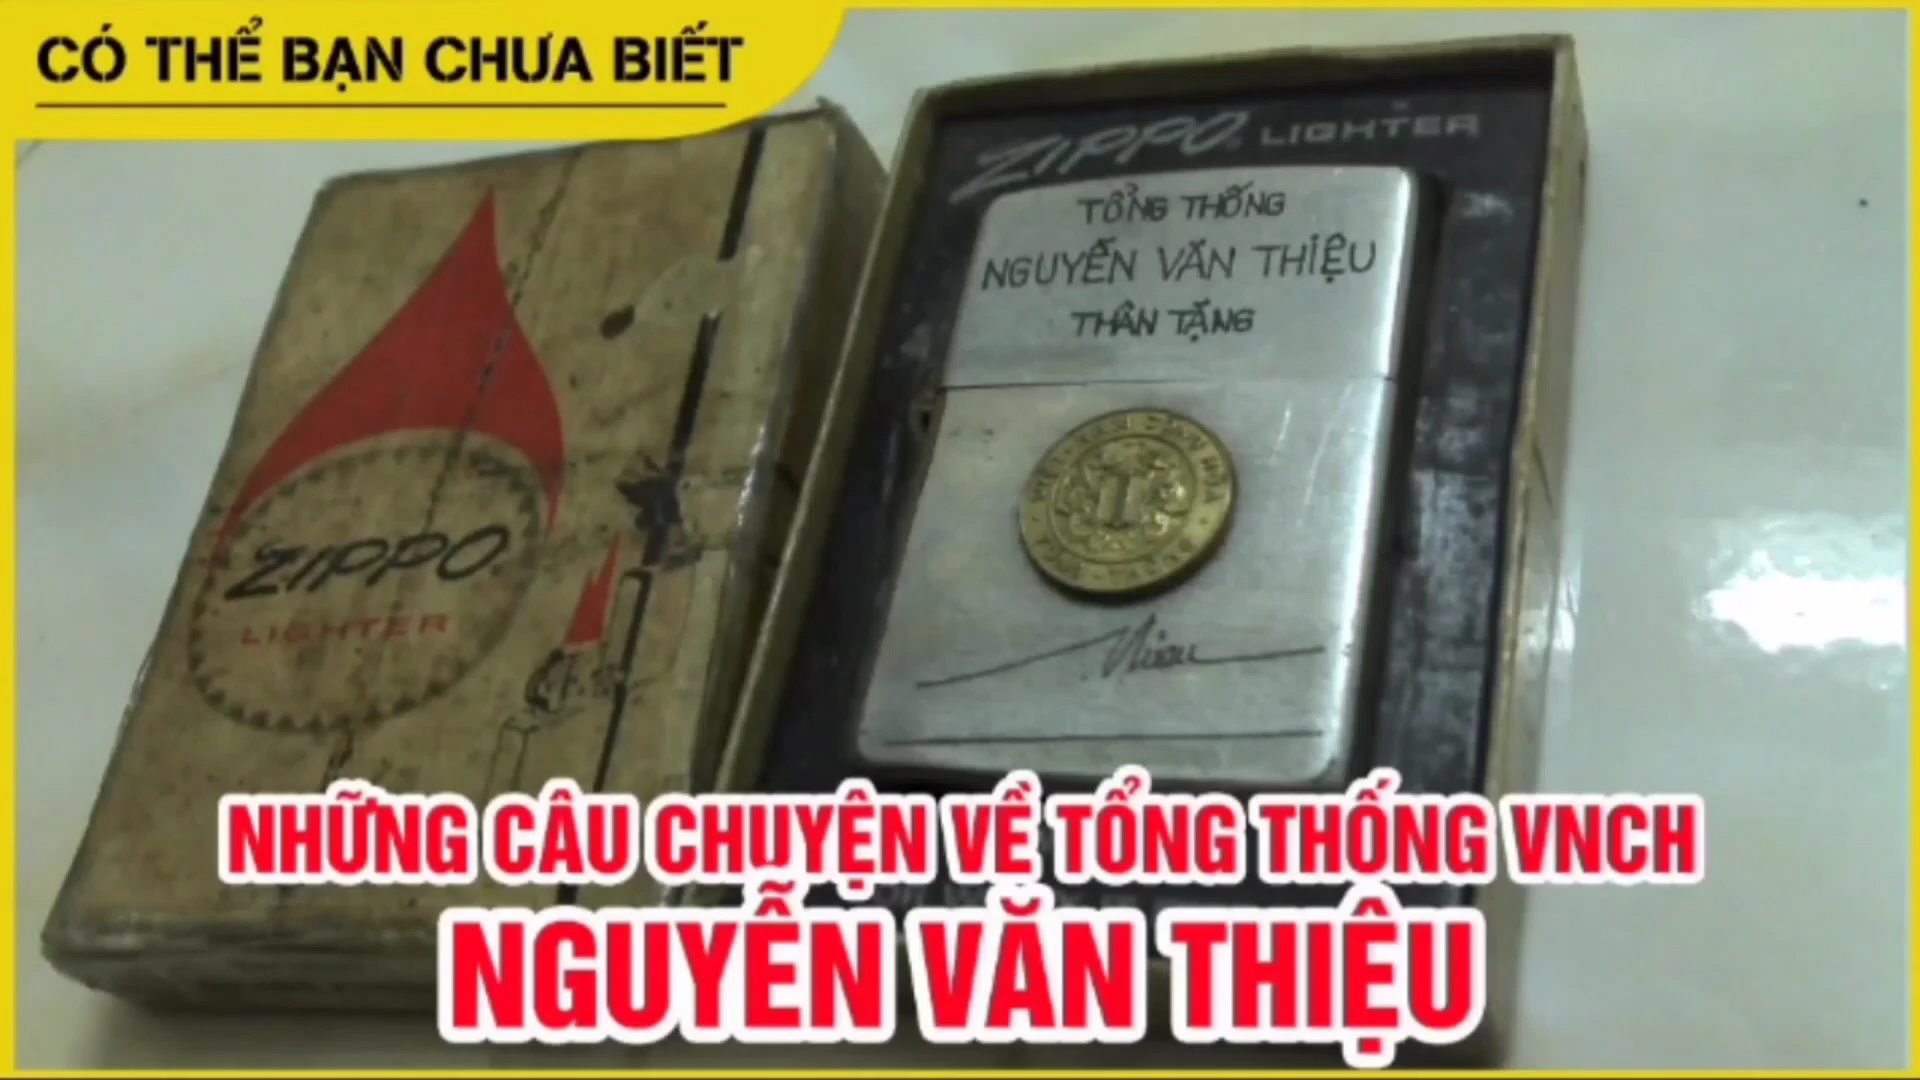 CÓ THỂ BẠN CHƯA BIẾT
ZIPPO LIGHTER
TỔNG THỐNG
NGUYỄN VĂN THIỆU
THÂN TẶNG
ZIPPO
LIGHTER
NHỮNG CÂU CHUYỆN VỀ TỔNG THỐNG VNCH
NGUYỄN VĂN THIỆU